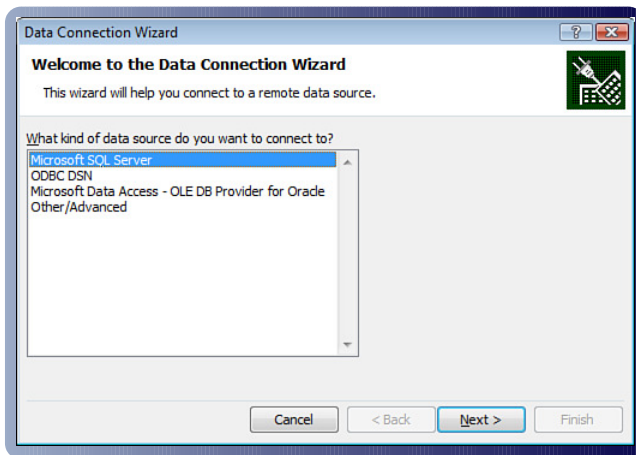 Data Connection Wizard
Welcome to the Data Connection Wizard
This wizard will help you connect to a remote data source.
What kind of data source do you want to connect to?
Microsoft SQL Server
ODBC DSN
Microsoft Data Access - OLE DB Provider for Oracle
Other/Advanced
Cancel < Back Next > Finish